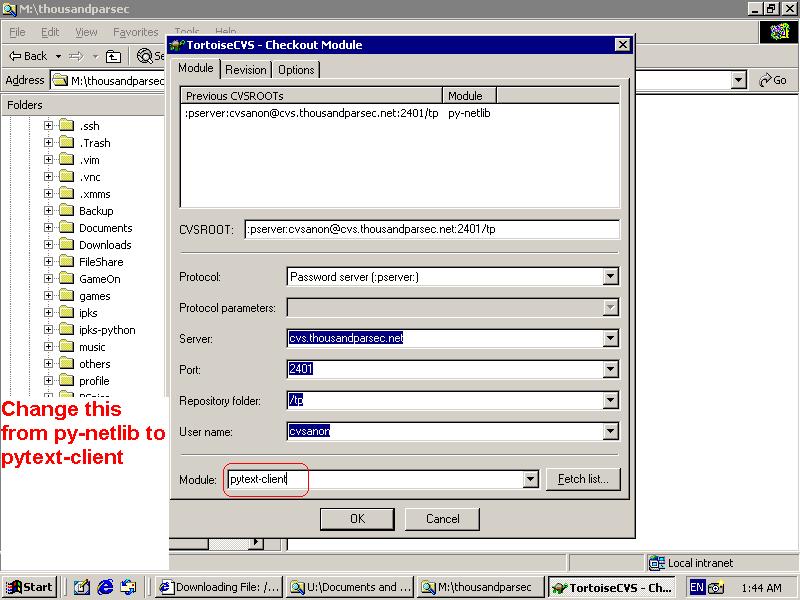 M:\thousandparsec
File Edit View Favorites Tools Help
Back
Address M:\thousandparsec Go
Folders
.ssh
.Trash
.vim
.vnc
.xmms
Backup
Documents
Downloads
FileShare
GameOn
games
ipks
ipks-python
music
others
profile
Change this
from py-netlib to
pytext-client
TortoiseCVS - Checkout Module
Module Revision Options
Previous CVSROOTs Module
:pserver:cvsanon@cvs.thousandparsec.net:2401/tp py-netlib
CVSROOT: :pserver:cvsanon@cvs.thousandparsec.net:2401/tp
Protocol: Password server (:pserver:)
Protocol parameters:
Server: cvs.thousandparsec.net
Port: 2401
Repository folder: /tp
User name: cvsanon
Module: pytext-client Fetch list...
OK Cancel
Local intranet
Start Downloading File: /... U:\Documents and ... M:\thousandparsec TortoiseCVS - Ch... EN 1:44 AM